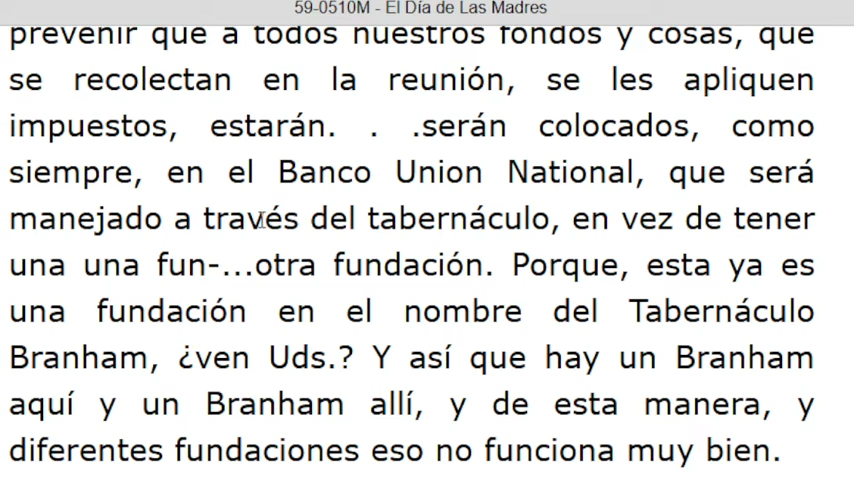 59-0510M - El Día de Las Madres
prevenir que a todos nuestros fondos y cosas, que
se recolectan en la reunión, se les apliquen
impuestos, estarán. . .serán colocados, como
siempre, en el Banco Union National, que será
manejado a través del tabernáculo, en vez de tener
una una fun-...otra fundación. Porque, esta ya es
una fundación en el nombre del Tabernáculo
Branham, ¿ven Uds.? Y así que hay un Branham
aquí y un Branham allí, y de esta manera, y
diferentes fundaciones eso no funciona muy bien.